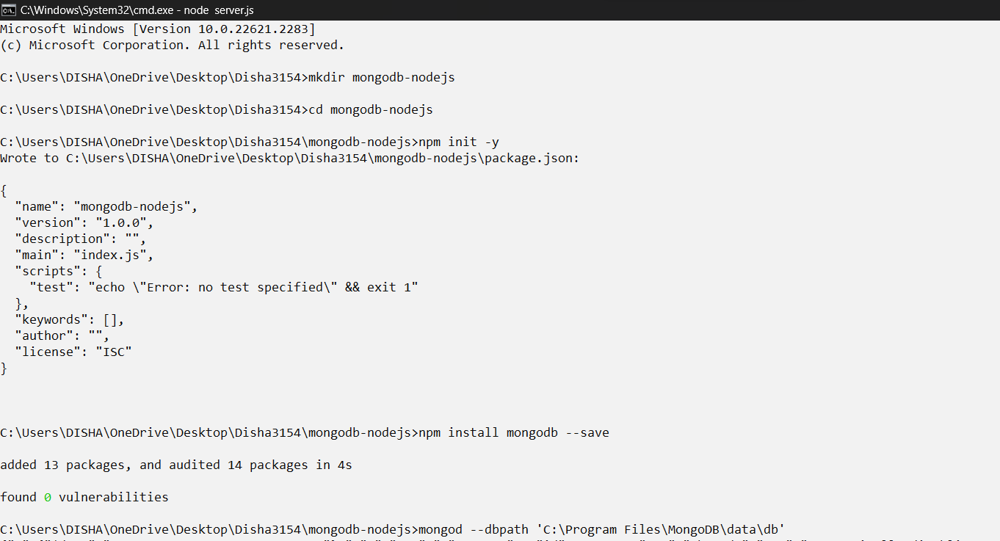 C:\Windows\System32\cmd.exe - node  server.js
Microsoft Windows [Version 10.0.22621.2283]
(c) Microsoft Corporation. All rights reserved.
C:\Users\DISHA\OneDrive\Desktop\Disha3154>mkdir mongodb-nodejs
C:\Users\DISHA\OneDrive\Desktop\Disha3154>cd mongodb-nodejs
C:\Users\DISHA\OneDrive\Desktop\Disha3154\mongodb-nodejs>npm init -y
Wrote to C:\Users\DISHA\OneDrive\Desktop\Disha3154\mongodb-nodejs\package.json:
{
  "name": "mongodb-nodejs",
  "version": "1.0.0",
  "description": "",
  "main": "index.js",
  "scripts": {
    "test": "echo \"Error: no test specified\" && exit 1"
  },
  "keywords": [],
  "author": "",
  "license": "ISC"
}
C:\Users\DISHA\OneDrive\Desktop\Disha3154\mongodb-nodejs>npm install mongodb --save
added 13 packages, and audited 14 packages in 4s
found 0 vulnerabilities
C:\Users\DISHA\OneDrive\Desktop\Disha3154\mongodb-nodejs>mongod --dbpath 'C:\Program Files\MongoDB\data\db'